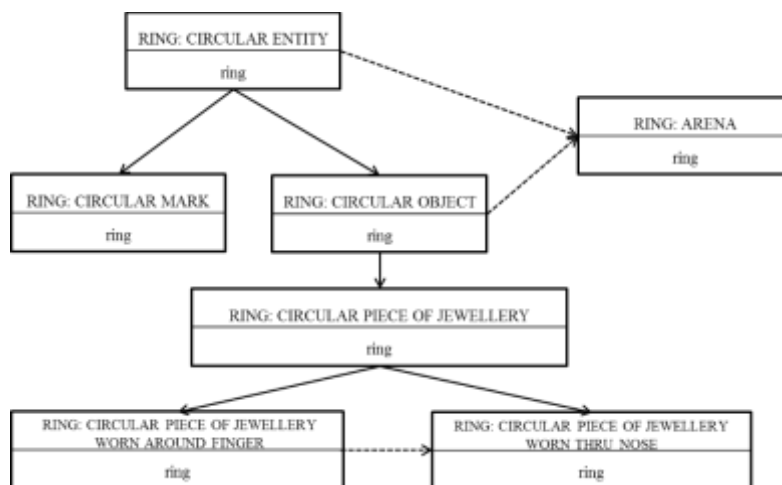 RING: CIRCULAR ENTITY
ring
RING: ARENA
ring
RING: CIRCULAR MARK
ring
RING: CIRCULAR OBJECT
ring
RING: CIRCULAR PIECE OF JEWELLERY
ring
RING: CIRCULAR PIECE OF JEWELLERY
WORN AROUND FINGER
ring
RING: CIRCULAR PIECE OF JEWELLERY
WORN THRU NOSE
ring